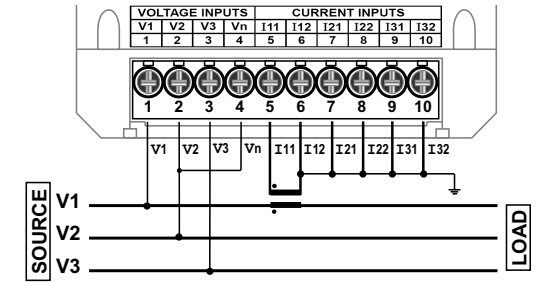 VOLTAGE INPUTS CURRENT INPUTS
V1 V2 V3 Vn I11 I12 I21 I22 I31 I32
1 2 3 4 5 6 7 8 9 10
1 2 3 4 5 6 7 8 9 10
V1 V2 V3 Vn I11 I12 I21 I22 I31 I32
SOURCE
V1
V2
V3
LOAD